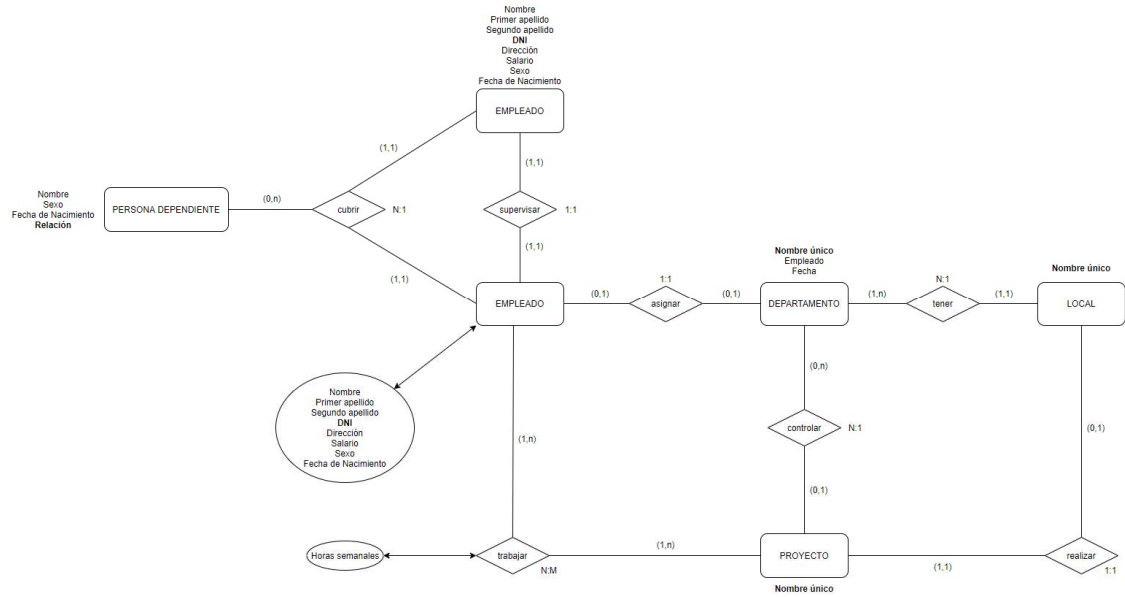 Nombre
Primer apellido
Segundo apellido
DNI
Dirección
Salario
Sexo
Fecha de Nacimiento
EMPLEADO
(1,1)
(1,1)
Nombre
Sexo
Fecha de Nacimiento
Relación
PERSONA DEPENDIENTE
(0,n)
cubrir
N:1
supervisar
1:1
(1,1)
(1,1)
EMPLEADO
(0,1)
1:1
asignar
(0,1)
Nombre único
Empleado
Fecha
DEPARTAMENTO
(1,n)
N:1
tener
(1,1)
Nombre único
LOCAL
Nombre
Primer apellido
Segundo apellido
DNI
Dirección
Salario
Sexo
Fecha de Nacimiento
(1,n)
(0,n)
controlar
N:1
(0,1)
(0,1)
Horas semanales
trabajar
N:M
(1,n)
PROYECTO
Nombre único
(1,1)
realizar
1:1